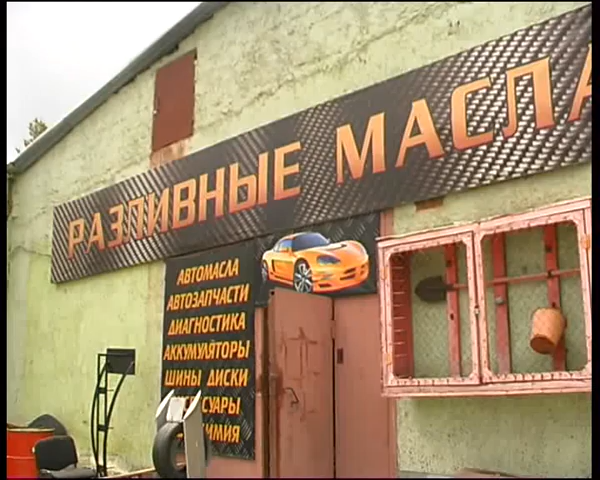 РАЗЛИВНЫЕ МАСЛА
АВТОМАСЛА
АВТОЗАПЧАСТИ
ДИАГНОСТИКА
АККУМУЛЯТОРЫ
ШИНЫ ДИСКИ